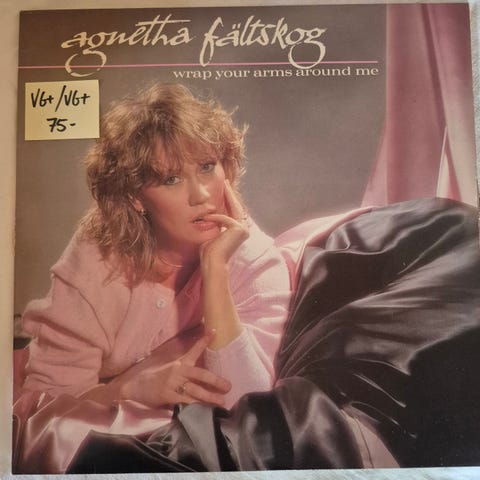 agnetha fältskog
wrap your arms around me
VG+/VG+
75-